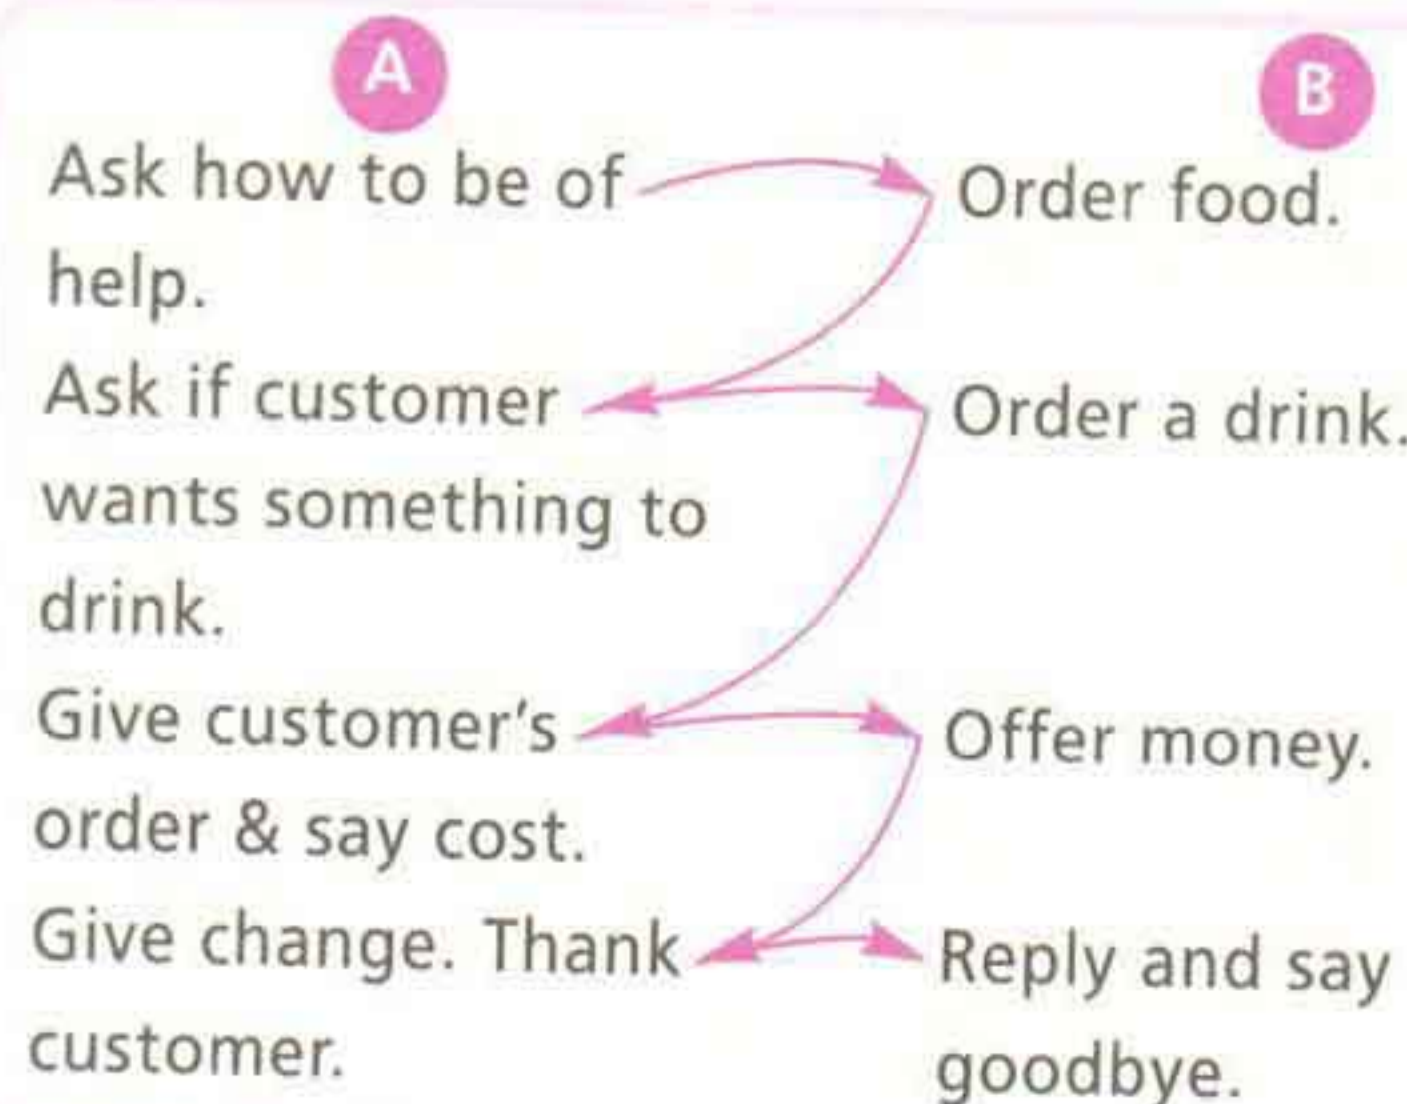 A
Ask how to be of
help.
Ask if customer
wants something to
drink.
Give customer's
order & say cost.
Give change. Thank
customer.
B
Order food.
Order a drink.
Offer money.
Reply and say
goodbye.